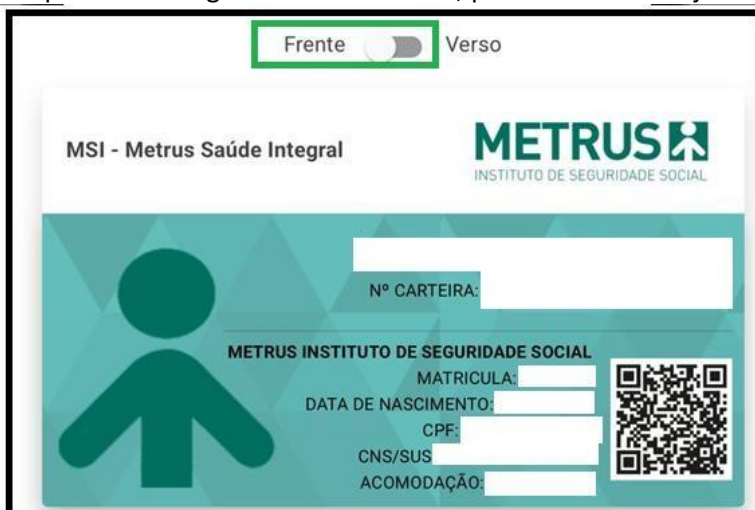 Frente Verso
MSI - Metrus Saúde Integral
METRUS
INSTITUTO DE SEGURIDADE SOCIAL
Nº CARTEIRA:
METRUS INSTITUTO DE SEGURIDADE SOCIAL
MATRICULA:
DATA DE NASCIMENTO:
CPF:
CNS/SUS
ACOMODAÇÃO: